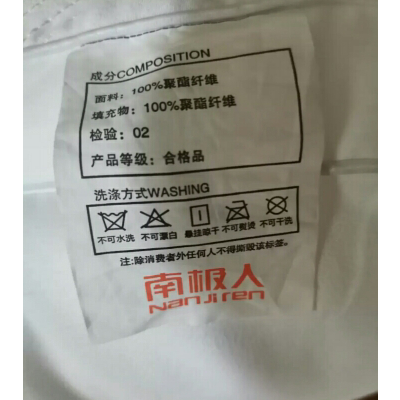 成分COMPOSITION
面料：100%聚酯纤维
填充物：100%聚酯纤维
检验：02
产品等级：合格品
洗涤方式WASHING
不可水洗 不可漂白 悬挂晾干 不可熨烫 不可干洗
注:除消费者外任何人不得撕毁该标签。
南极人
Nanjiren